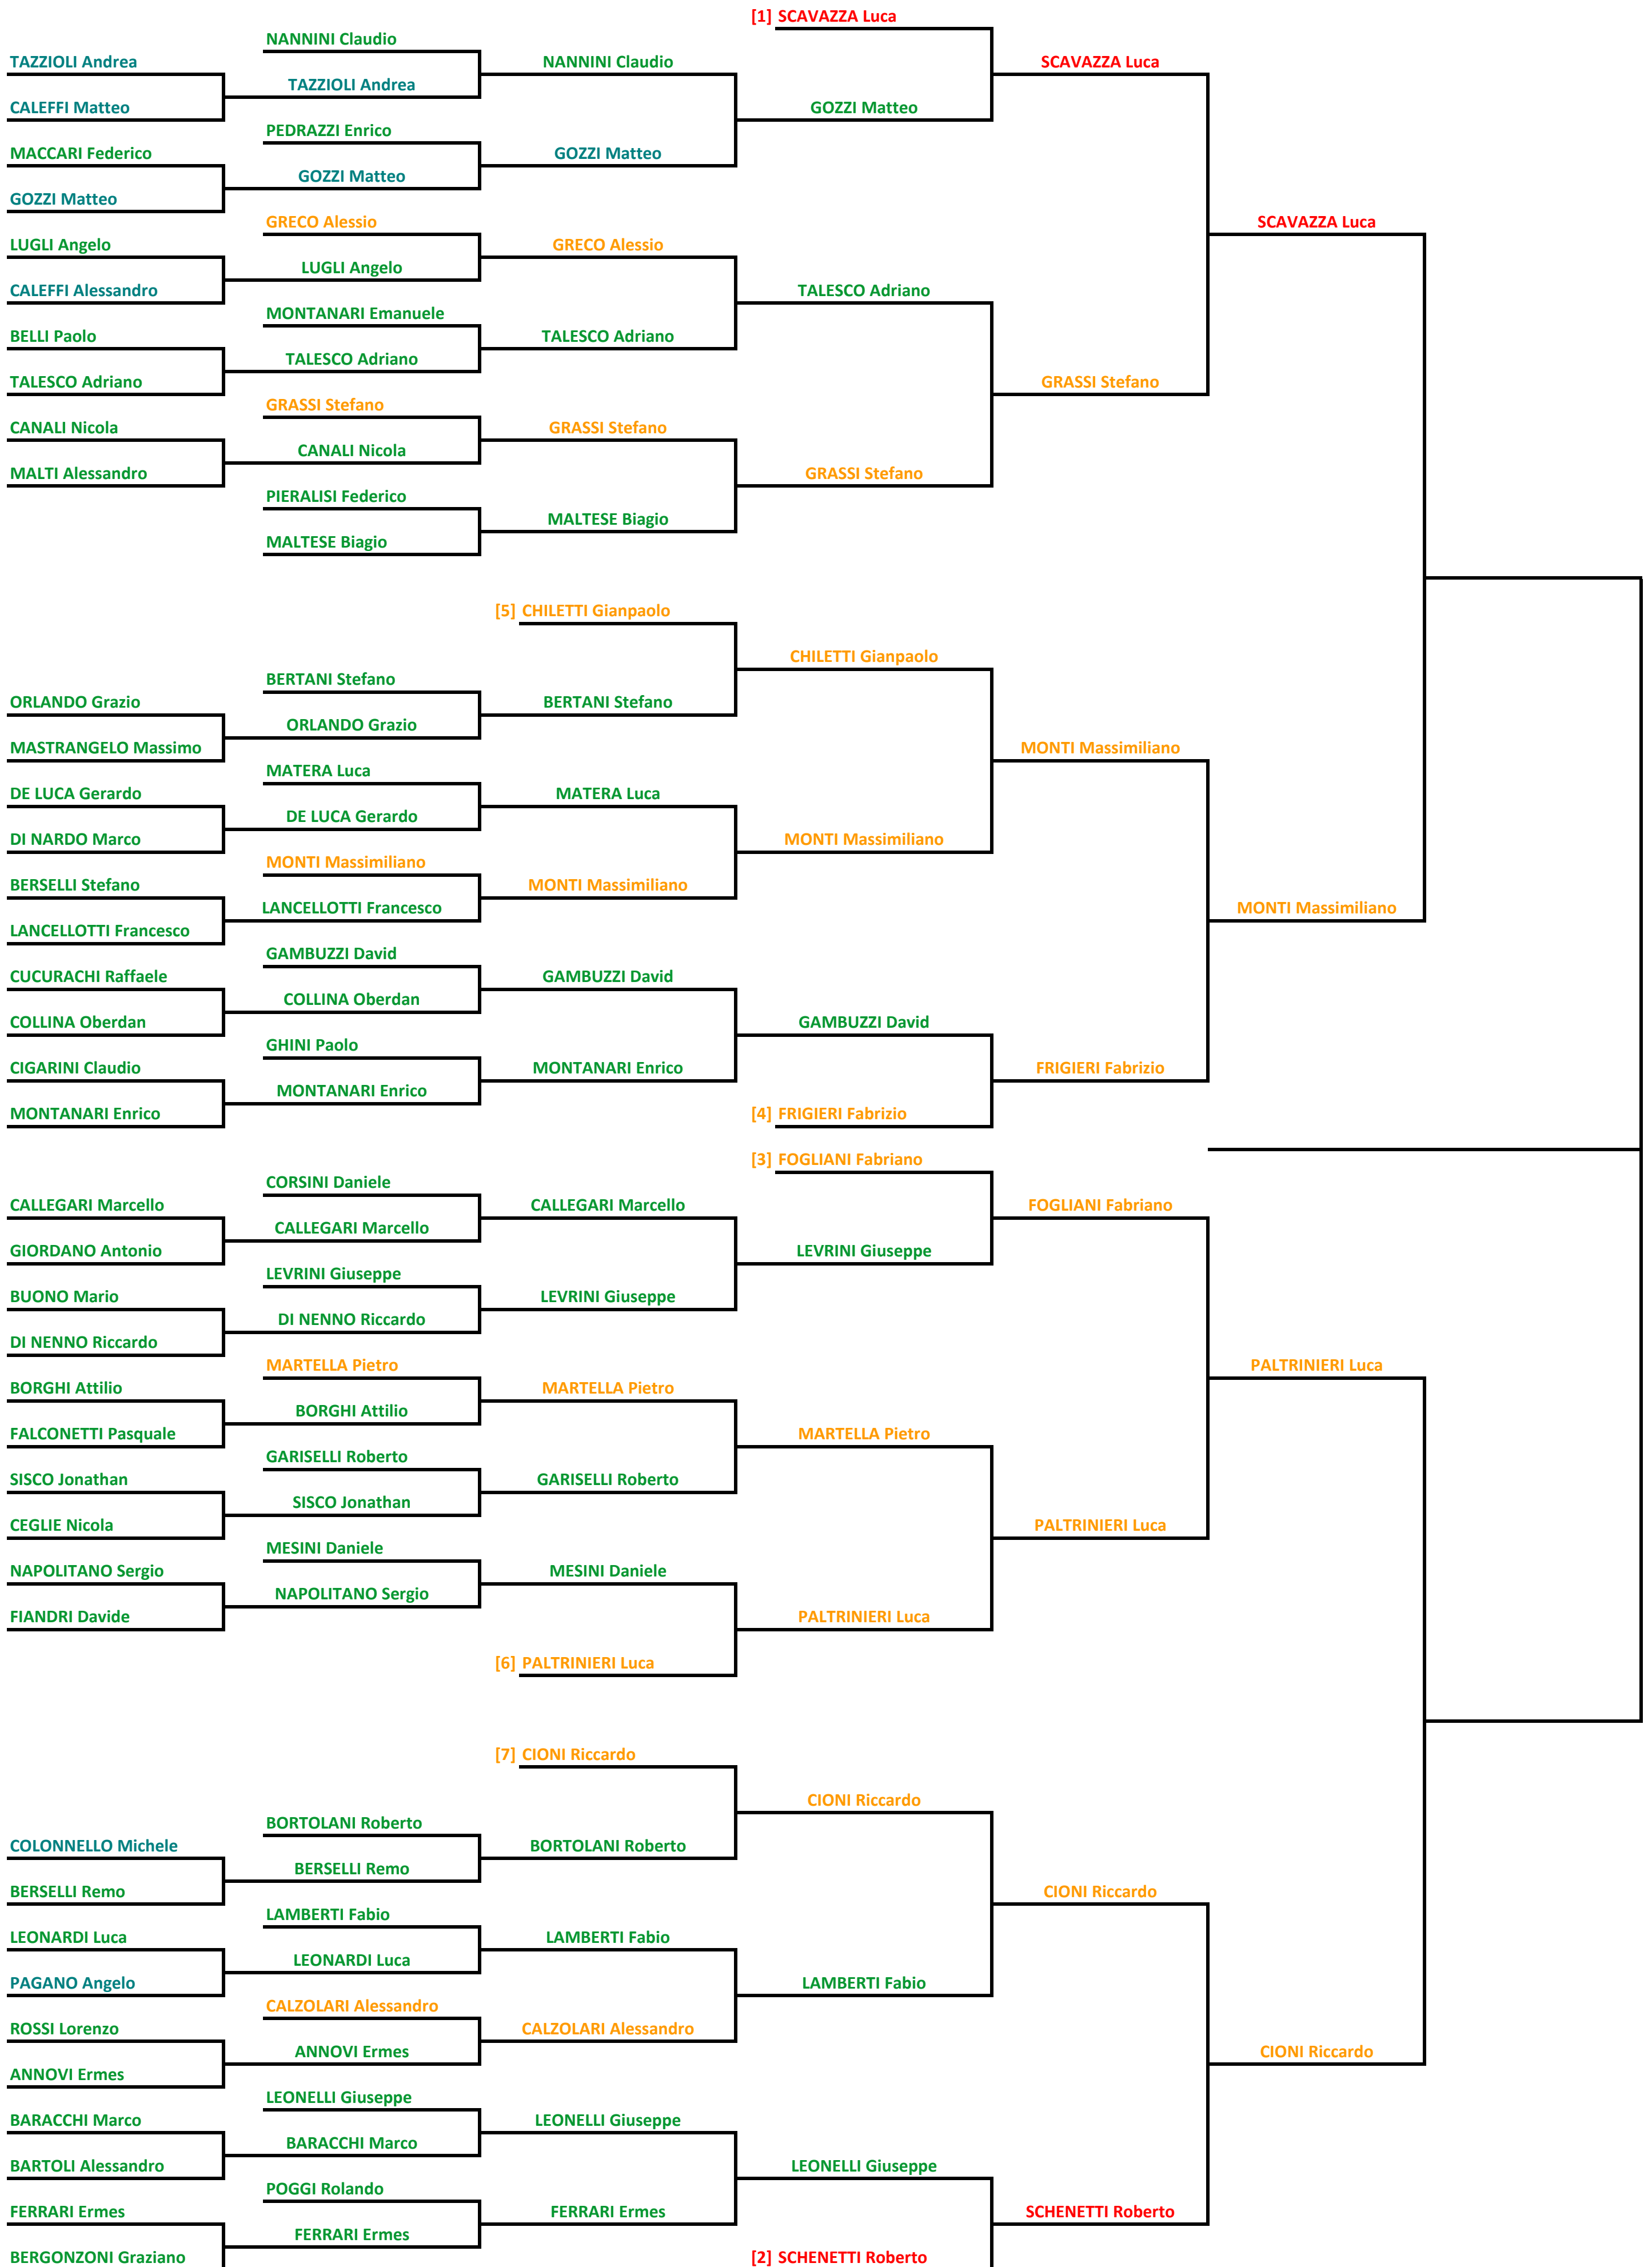 [1] SCAVAZZA Luca
NANNINI Claudio
TAZZIOLI Andrea
NANNINI Claudio
SCAVAZZA Luca
TAZZIOLI Andrea
CALEFFI Matteo
GOZZI Matteo
PEDRAZZI Enrico
MACCARI Federico
GOZZI Matteo
GOZZI Matteo
GOZZI Matteo
GRECO Alessio
SCAVAZZA Luca
LUGLI Angelo
GRECO Alessio
LUGLI Angelo
CALEFFI Alessandro
TALESCO Adriano
MONTANARI Emanuele
BELLI Paolo
TALESCO Adriano
TALESCO Adriano
TALESCO Adriano
GRASSI Stefano
GRASSI Stefano
CANALI Nicola
GRASSI Stefano
CANALI Nicola
MALTI Alessandro
GRASSI Stefano
PIERALISI Federico
MALTESE Biagio
MALTESE Biagio
[5] CHILETTI Gianpaolo
CHILETTI Gianpaolo
BERTANI Stefano
ORLANDO Grazio
BERTANI Stefano
ORLANDO Grazio
MASTRANGELO Massimo
MONTI Massimiliano
MATERA Luca
DE LUCA Gerardo
MATERA Luca
DE LUCA Gerardo
DI NARDO Marco
MONTI Massimiliano
MONTI Massimiliano
BERSELLI Stefano
MONTI Massimiliano
LANCELLOTTI Francesco
MONTI Massimiliano
LANCELLOTTI Francesco
GAMBUZZI David
CUCURACHI Raffaele
GAMBUZZI David
COLLINA Oberdan
COLLINA Oberdan
GAMBUZZI David
GHINI Paolo
CIGARINI Claudio
MONTANARI Enrico
FRIGIERI Fabrizio
MONTANARI Enrico
MONTANARI Enrico
[4] FRIGIERI Fabrizio
[3] FOGLIANI Fabriano
CORSINI Daniele
CALLEGARI Marcello
CALLEGARI Marcello
FOGLIANI Fabriano
CALLEGARI Marcello
GIORDANO Antonio
LEVRINI Giuseppe
LEVRINI Giuseppe
BUONO Mario
LEVRINI Giuseppe
DI NENNO Riccardo
DI NENNO Riccardo
MARTELLA Pietro
PALTRINIERI Luca
BORGHI Attilio
MARTELLA Pietro
BORGHI Attilio
FALCONETTI Pasquale
MARTELLA Pietro
GARISELLI Roberto
SISCO Jonathan
GARISELLI Roberto
SISCO Jonathan
CEGLIE Nicola
PALTRINIERI Luca
MESINI Daniele
NAPOLITANO Sergio
MESINI Daniele
NAPOLITANO Sergio
FIANDRI Davide
PALTRINIERI Luca
[6] PALTRINIERI Luca
[7] CIONI Riccardo
CIONI Riccardo
BORTOLANI Roberto
COLONNELLO Michele
BORTOLANI Roberto
BERSELLI Remo
BERSELLI Remo
CIONI Riccardo
LAMBERTI Fabio
LEONARDI Luca
LAMBERTI Fabio
LEONARDI Luca
PAGANO Angelo
LAMBERTI Fabio
CALZOLARI Alessandro
ROSSI Lorenzo
CALZOLARI Alessandro
ANNOVI Ermes
CIONI Riccardo
ANNOVI Ermes
LEONELLI Giuseppe
BARACCHI Marco
LEONELLI Giuseppe
BARACCHI Marco
BARTOLI Alessandro
LEONELLI Giuseppe
POGGI Rolando
FERRARI Ermes
FERRARI Ermes
SCHENETTI Roberto
FERRARI Ermes
BERGONZONI Graziano
[2] SCHENETTI Roberto